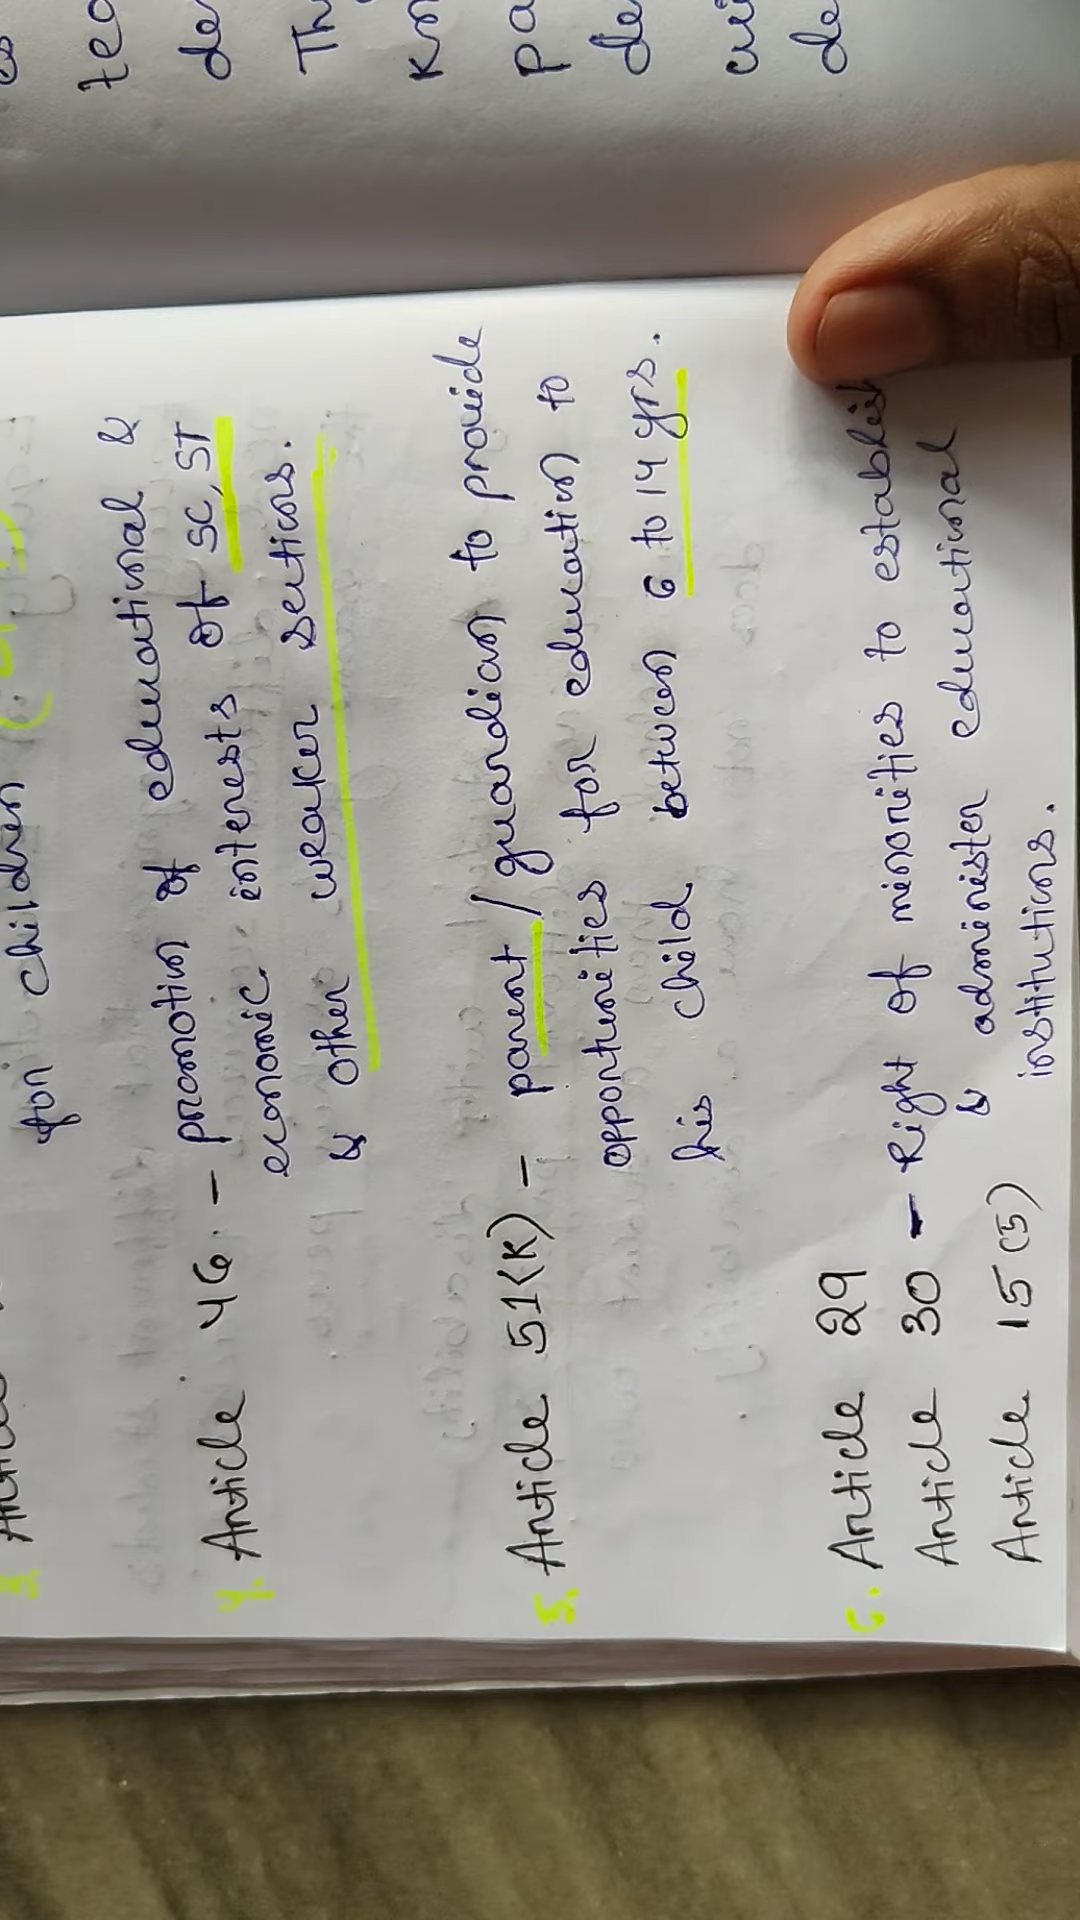 for children
4. Article 46. - promotion of educational &
economic interests of SC, ST
& other weaker sections.
5. Article 51(K) - parent / guardian to provide
opportunities for education to
his child between 6 to 14 yrs.
6. Article 29
Article 30 - Right of minorities to establish
& administer educational
Article 15(5) institutions.